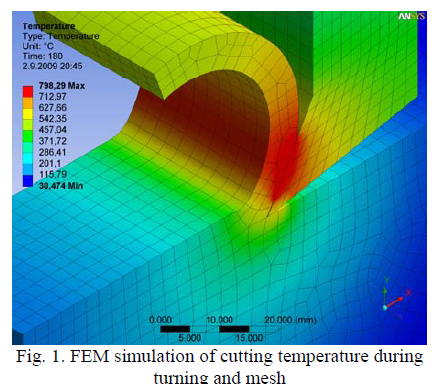 Temperature
Type: Temperature
Unit: °C
Time: 180
2.9.2009 20:45
798.29 Max
712,97
627,66
542,35
457,04
371,72
286,41
201,1
115,79
30,474 Min
ANSYS
Y
X
0.000 10.000 20.000 (mm)
5.000 15.000
Fig. 1. FEM simulation of cutting temperature during
turning and mesh